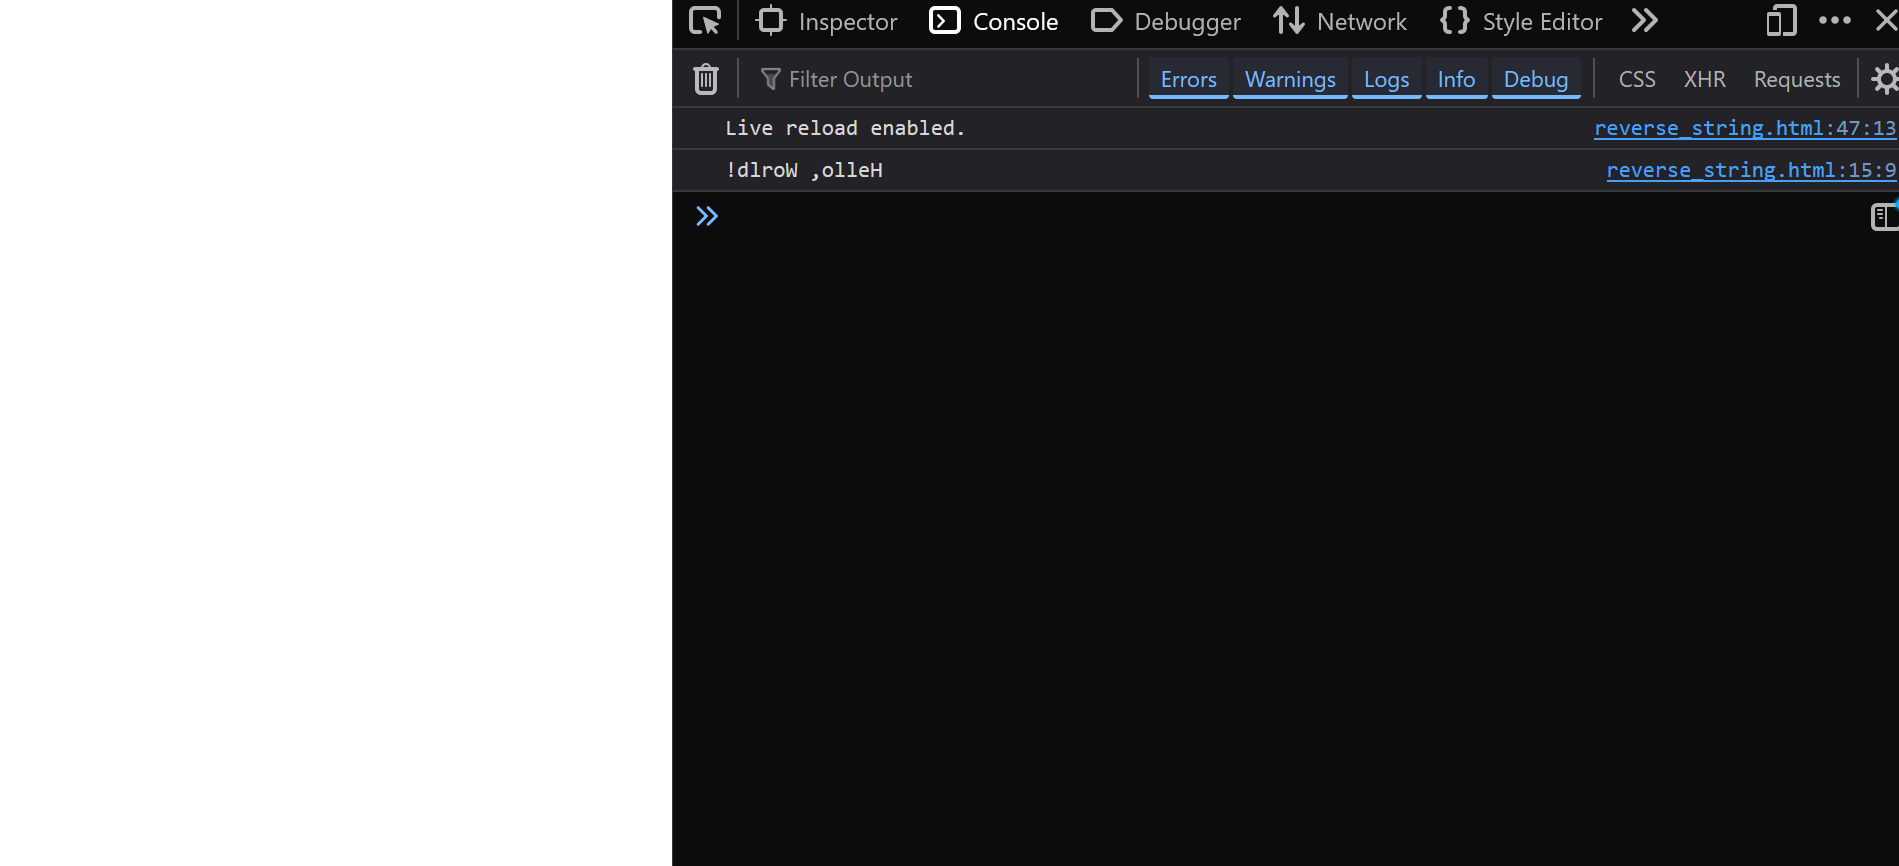 Inspector Console Debugger Network Style Editor
Filter Output Errors Warnings Logs Info Debug CSS XHR Requests
Live reload enabled. reverse_string.html:47:13
!dlroW ,olleH reverse_string.html:15:9